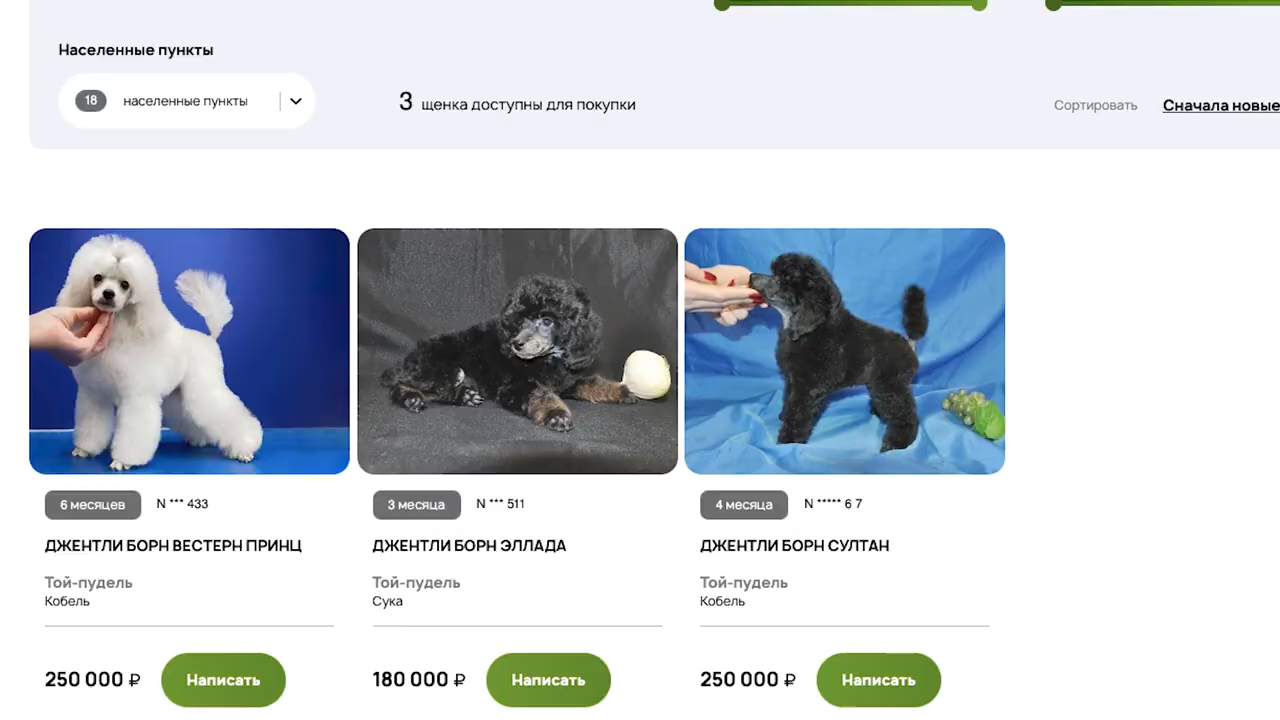 Населенные пункты
18 населенные пункты
3 щенка доступны для покупки
Сортировать Сначала новые
6 месяцев N *** 433
3 месяца N *** 511
4 месяца N ***** 6 7
ДЖЕНТЛИ БОРН ВЕСТЕРН ПРИНЦ
ДЖЕНТЛИ БОРН ЭЛЛАДА
ДЖЕНТЛИ БОРН СУЛТАН
Той-пудель
Той-пудель
Той-пудель
Кобель
Сука
Кобель
250 000 ₽ Написать
180 000 ₽ Написать
250 000 ₽ Написать